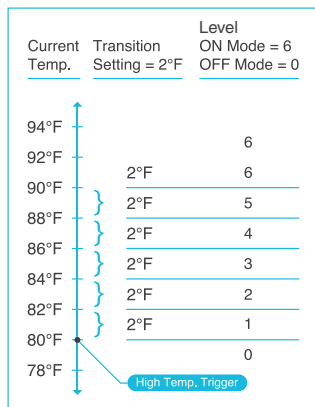 Level
Current Transition ON Mode = 6
Temp. Setting = 2°F OFF Mode = 0
94°F
6
92°F
2°F 6
90°F
2°F 5
88°F
2°F 4
86°F
2°F 3
84°F
2°F 2
82°F
2°F 1
80°F
0
78°F
High Temp. Trigger